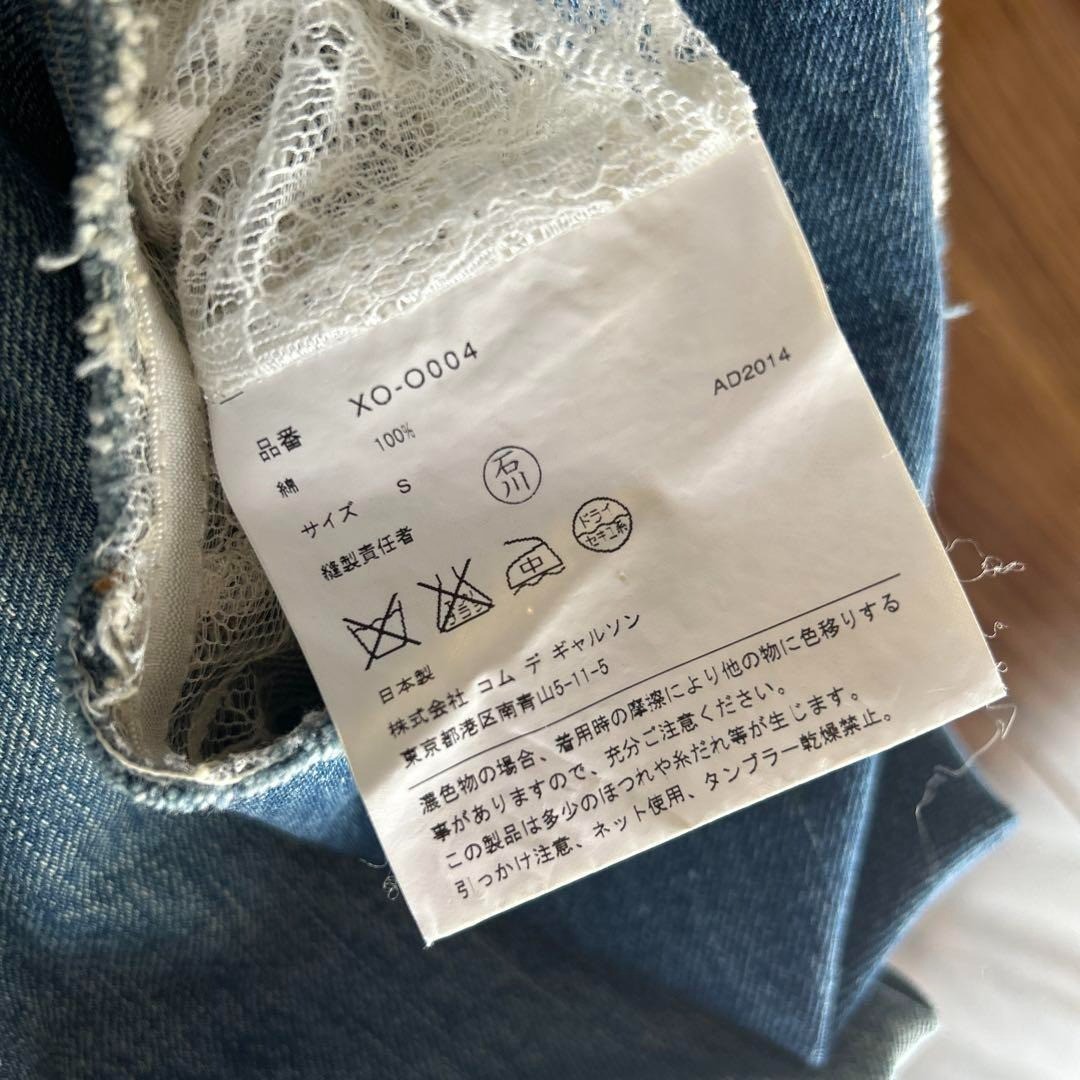 品番 XO-O004 AD2014
綿 100%
サイズ S
縫製責任者 石川
エンソ
サラシ
中
ドライ
セキユ系
日本製
株式会社 コム デ ギャルソン
東京都港区南青山5-11-5
濃色物の場合、着用時の摩擦により他の物に色移りする
事がありますので、充分ご注意ください。
この製品は多少のほつれや糸だれ等が生じます。
引っかけ注意、ネット使用、タンブラー乾燥禁止。